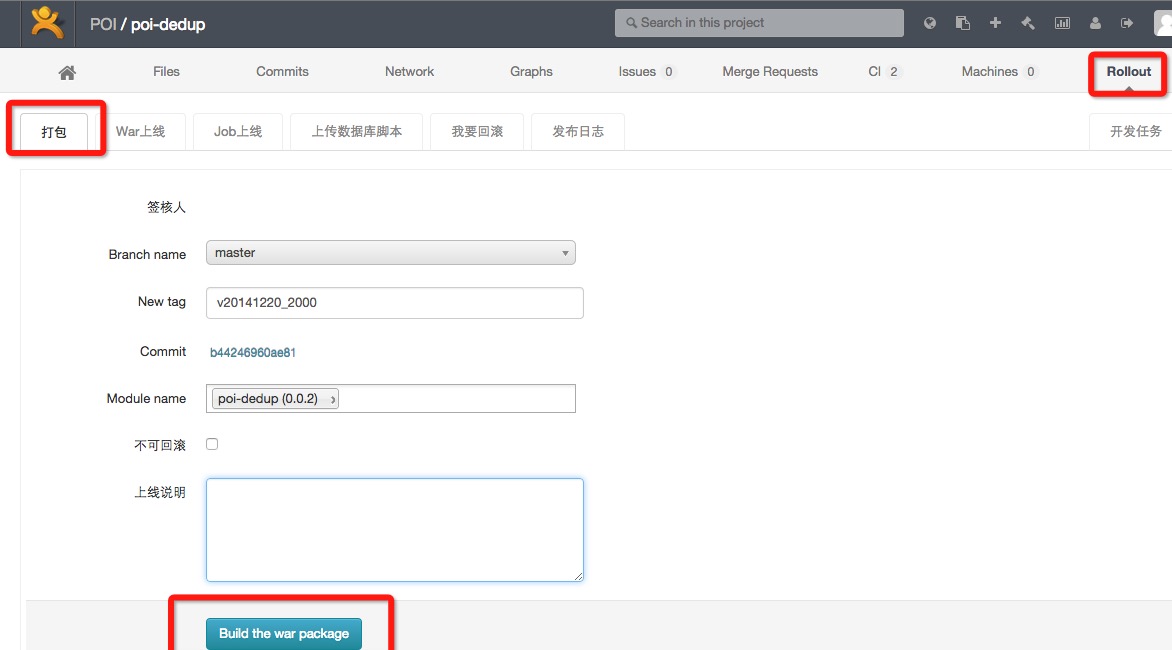 POI / poi-dedup Search in this project
Files Commits Network Graphs Issues 0 Merge Requests CI 2 Machines 0 Rollout
打包 War上线 Job上线 上传数据库脚本 我要回滚 发布日志 开发任务
签核人
Branch name master
New tag v20141220_2000
Commit b44246960ae81
Module name poi-dedup (0.0.2)
不可回滚
上线说明
Build the war package